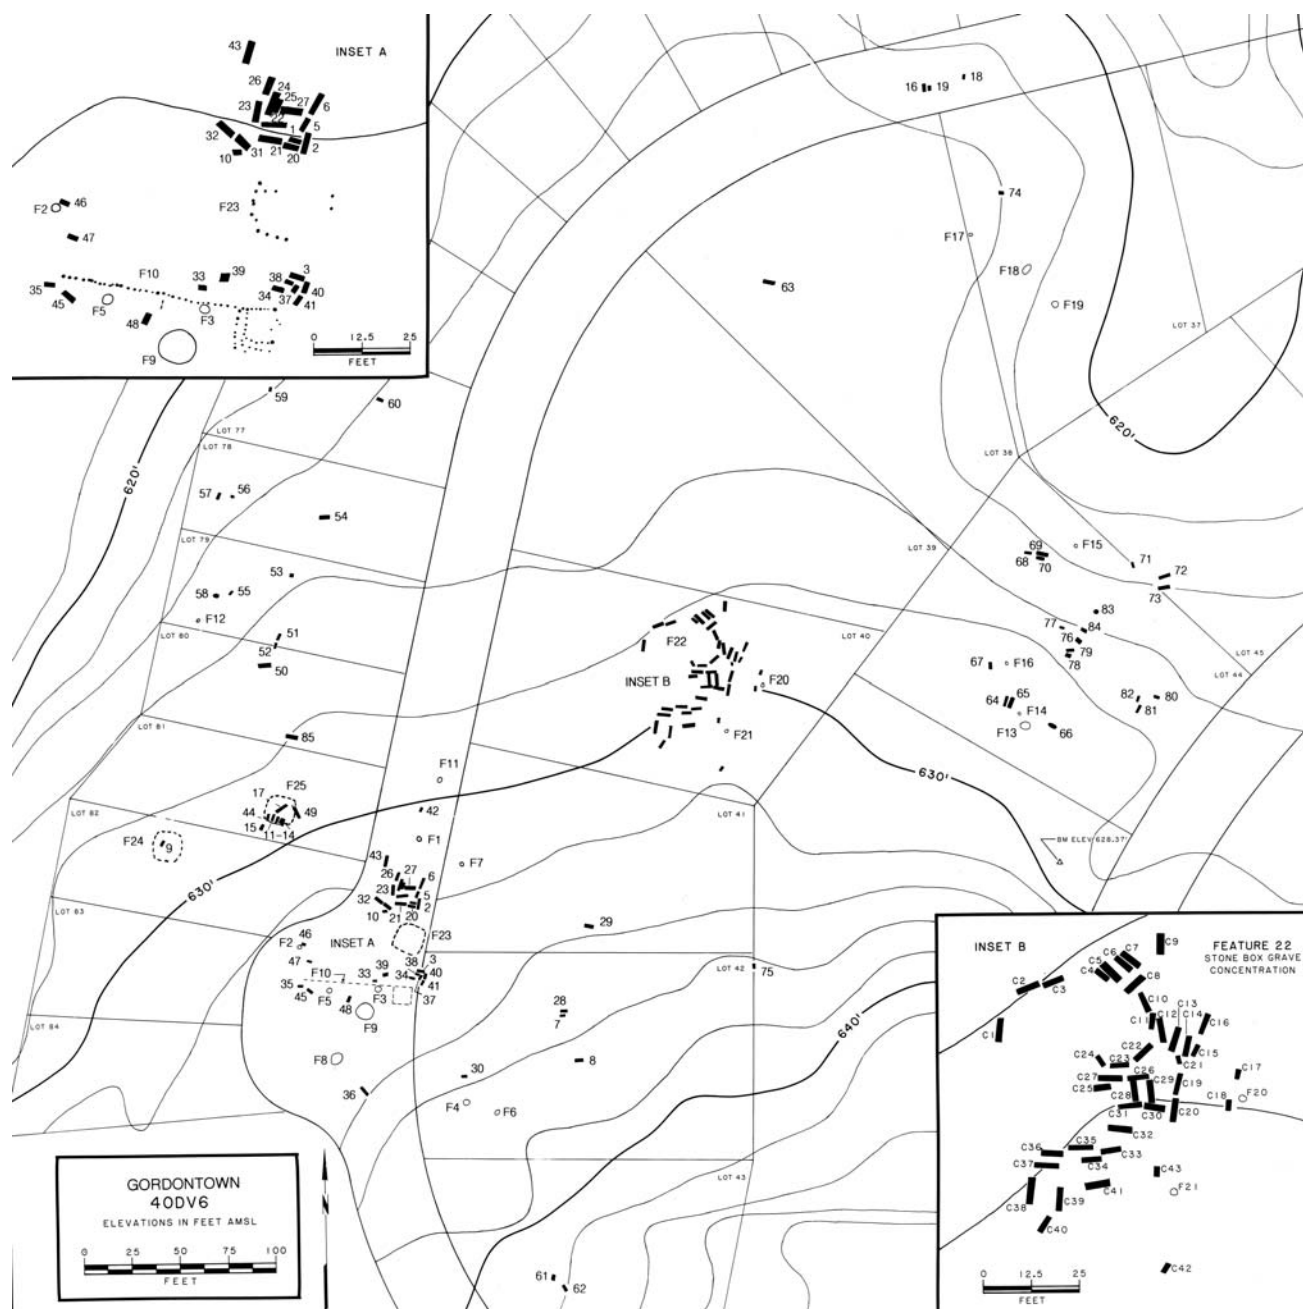 INSET A
43
26
24
25
23
27
6
22
32
1
5
31
21
20
2
10
F2
46
47
F23
F10
33
39
38
3
35
45
F5
34
37
40
41
48
F3
F9
0 12.5 25
FEET
16
19
18
74
F17
F18
63
F19
LOT 37
620'
LOT 38
59
60
LOT 77
LOT 78
620'
57
56
54
LOT 79
53
58
55
F12
LOT 80
51
52
50
LOT 81
85
LOT 39
69
68
70
F15
71
72
73
83
77
84
76
79
78
LOT 40
LOT 45
LOT 44
F22
INSET B
F20
F21
67
F16
64
65
F14
F13
66
82
80
81
630'
F11
17
F25
44
49
15
11-14
LOT 82
F24
9
42
F1
LOT 41
BM ELEV 628.37'
630'
43
27
26
6
F7
23
5
32
2
10
21
20
LOT 83
F23
29
46
F2
INSET A
47
F10
39
38
3
33
34
40
41
35
45
F5
F3
37
48
F9
LOT 42
75
28
7
640'
8
LOT 84
F8
30
36
F4
F6
LOT 43
61
62
GORDONTOWN
40DV6
ELEVATIONS IN FEET AMSL
0 25 50 75 100
FEET
INSET B
FEATURE 22
STONE BOX GRAVE
CONCENTRATION
C9
C7
C6
C5
C4
C8
C2
C3
C10
C13
C12
C14
C11
C16
C1
C22
C15
C24
C23
C21
C17
C27
C26
C29
C19
C25
C28
C18
F20
C31
C30
C20
C32
C36
C35
C33
C37
C34
C43
C41
F21
C38
C39
C40
C42
0 12.5 25
FEET